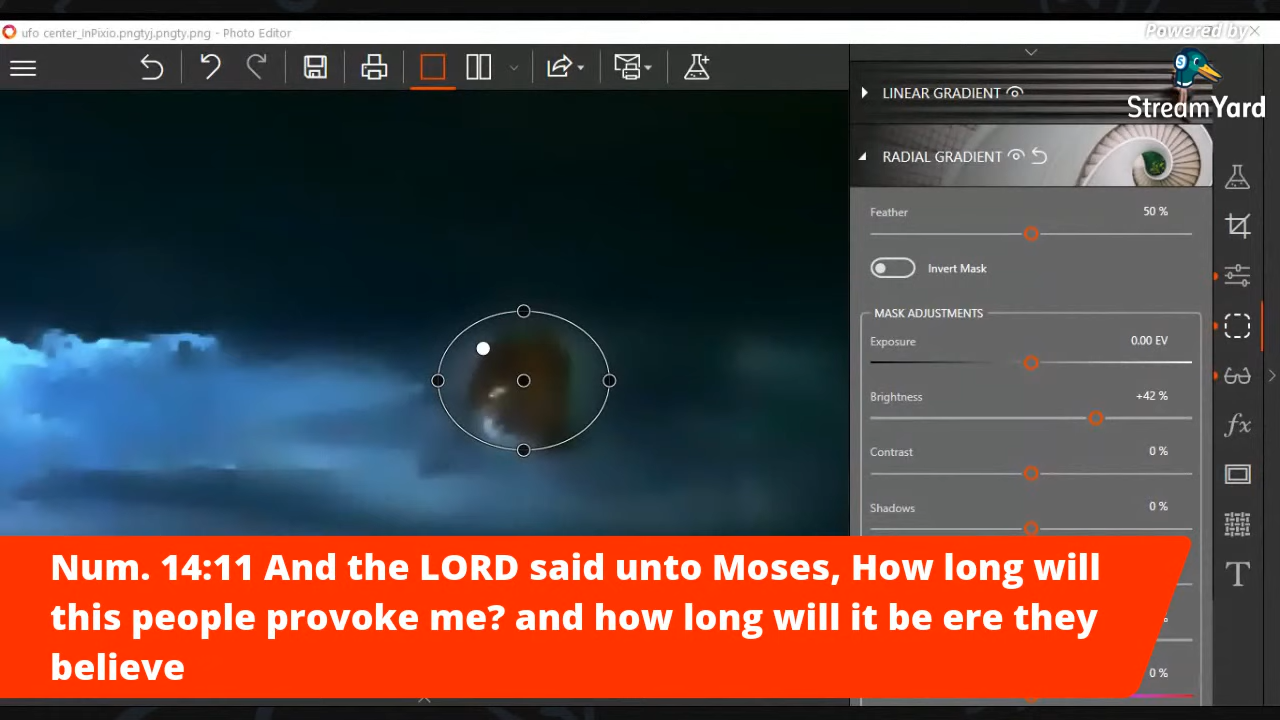 ufo center_InPixio.pngtyj.pngty.png - Photo Editor
Powered by
StreamYard
LINEAR GRADIENT
RADIAL GRADIENT
Feather 50 %
Invert Mask
MASK ADJUSTMENTS
Exposure 0.00 EV
Brightness +42 %
Contrast 0 %
Shadows 0 %
0 %
fx
T
Num. 14:11 And the LORD said unto Moses, How long will
this people provoke me? and how long will it be ere they
believe